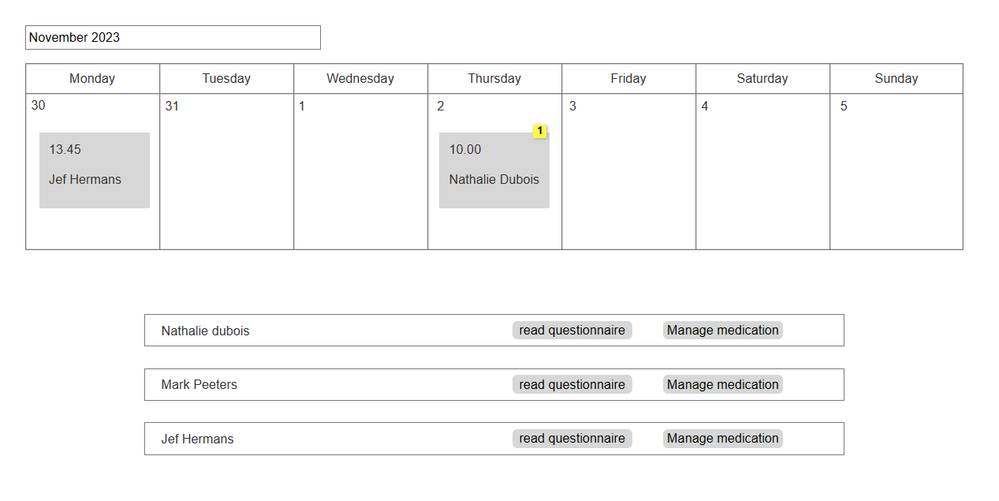 November 2023
Monday Tuesday Wednesday Thursday Friday Saturday Sunday
30 31 1 2 3 4 5
1
13.45 10.00
Jef Hermans Nathalie Dubois
Nathalie dubois read questionnaire Manage medication
Mark Peeters read questionnaire Manage medication
Jef Hermans read questionnaire Manage medication